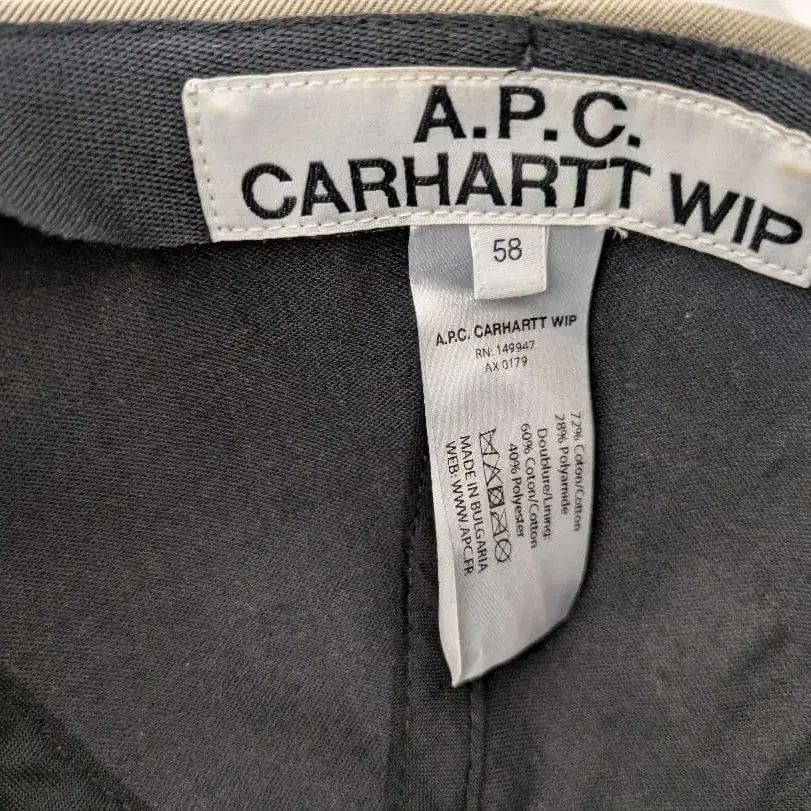 A.P.C.
CARHARTT WIP
58
A.P.C. CARHARTT WIP
RN: 149947
AX 0179
72% Coton/Cotton
28% Polyamide
Doublure/Lining:
60% Coton/Cotton
40% Polyester
MADE IN BULGARIA
WEB: WWW.APC.FR